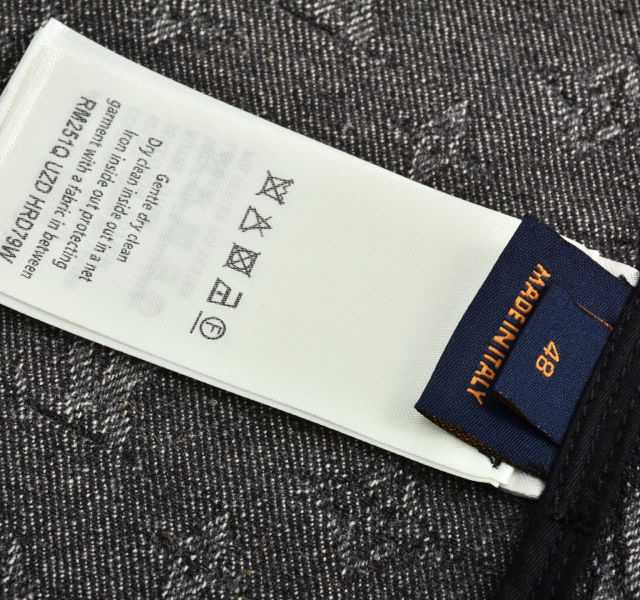 Gentle dry clean
Dry clean inside out in a net
Iron inside out protecting
garment with a fabric in between
RM251Q UZD HRD79W
F
MADE IN ITALY
48